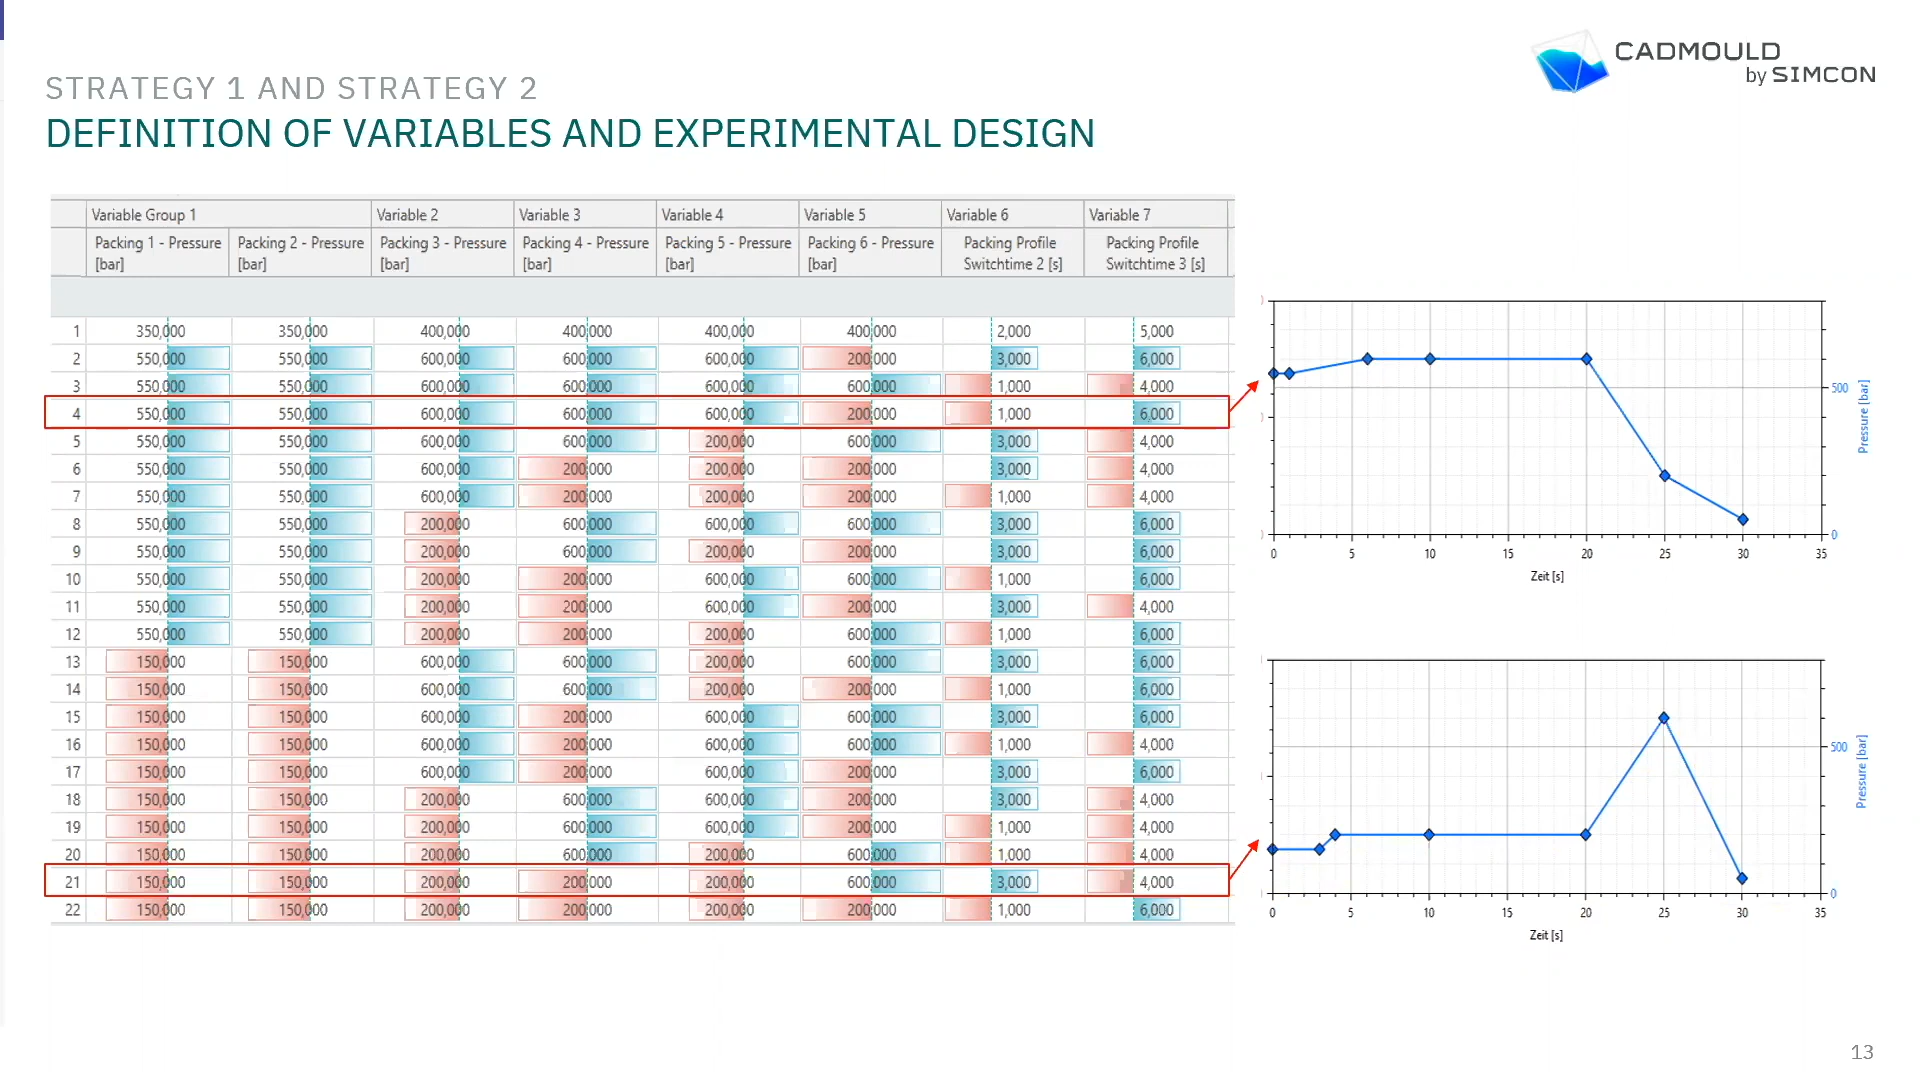 CADMOULD
by SIMCON
STRATEGY 1 AND STRATEGY 2
DEFINITION OF VARIABLES AND EXPERIMENTAL DESIGN
Variable Group 1 Variable 2 Variable 3 Variable 4 Variable 5 Variable 6 Variable 7
Packing 1 - Pressure Packing 2 - Pressure Packing 3 - Pressure Packing 4 - Pressure Packing 5 - Pressure Packing 6 - Pressure Packing Profile Packing Profile
[bar] [bar] [bar] [bar] [bar] [bar] Switchtime 2 [s] Switchtime 3 [s]
1 350,000 350,000 400,000 400,000 400,000 400,000 2,000 5,000
2 550,000 550,000 600,000 600,000 600,000 200,000 3,000 6,000
3 550,000 550,000 600,000 600,000 600,000 600,000 1,000 4,000
4 550,000 550,000 600,000 600,000 600,000 200,000 1,000 6,000
5 550,000 550,000 600,000 600,000 200,000 600,000 3,000 4,000
6 550,000 550,000 600,000 200,000 200,000 200,000 3,000 4,000
7 550,000 550,000 600,000 200,000 200,000 200,000 1,000 4,000
8 550,000 550,000 200,000 600,000 600,000 600,000 3,000 6,000
9 550,000 550,000 200,000 600,000 200,000 200,000 3,000 6,000
10 550,000 550,000 200,000 200,000 600,000 600,000 1,000 6,000
11 550,000 550,000 200,000 200,000 600,000 200,000 3,000 4,000
12 550,000 550,000 200,000 200,000 200,000 600,000 1,000 6,000
13 150,000 150,000 600,000 600,000 200,000 600,000 3,000 6,000
14 150,000 150,000 600,000 600,000 200,000 200,000 1,000 6,000
15 150,000 150,000 600,000 200,000 600,000 600,000 3,000 6,000
16 150,000 150,000 600,000 200,000 600,000 600,000 1,000 4,000
17 150,000 150,000 600,000 200,000 600,000 200,000 3,000 6,000
18 150,000 150,000 200,000 600,000 600,000 200,000 3,000 4,000
19 150,000 150,000 200,000 600,000 600,000 200,000 1,000 4,000
20 150,000 150,000 200,000 600,000 200,000 600,000 1,000 4,000
21 150,000 150,000 200,000 200,000 200,000 600,000 3,000 4,000
22 150,000 150,000 200,000 200,000 200,000 200,000 1,000 6,000
500
0
Pressure [bar]
0 5 10 15 20 25 30 35
Zeit [s]
500
0
Pressure [bar]
0 5 10 15 20 25 30 35
Zeit [s]
13